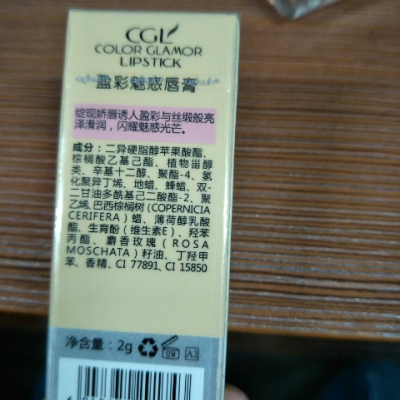 CGL
COLOR GLAMOR
LIPSTICK
盈彩魅惑唇膏
绽现娇唇诱人盈彩与丝缎般亮
泽滑润，闪耀魅惑光芒。
成分：二异硬脂醇苹果酸酯、
棕榈酸乙基己酯、植物甾醇
类、辛基十二醇、聚酯-4、氢
化聚异丁烯、地蜡、蜂蜡、双-
二甘油多酰基己二酸酯-2、聚
乙烯、巴西棕榈树(COPERNICIA
CERIFERA)蜡、薄荷醇乳酸
酯、生育酚(维生素E)、羟苯
丙酯、麝香玫瑰(ROSA
MOSCHATA)籽油、丁羟甲
苯、香精、CI 77891、CI 15850
净含量：2g
A3